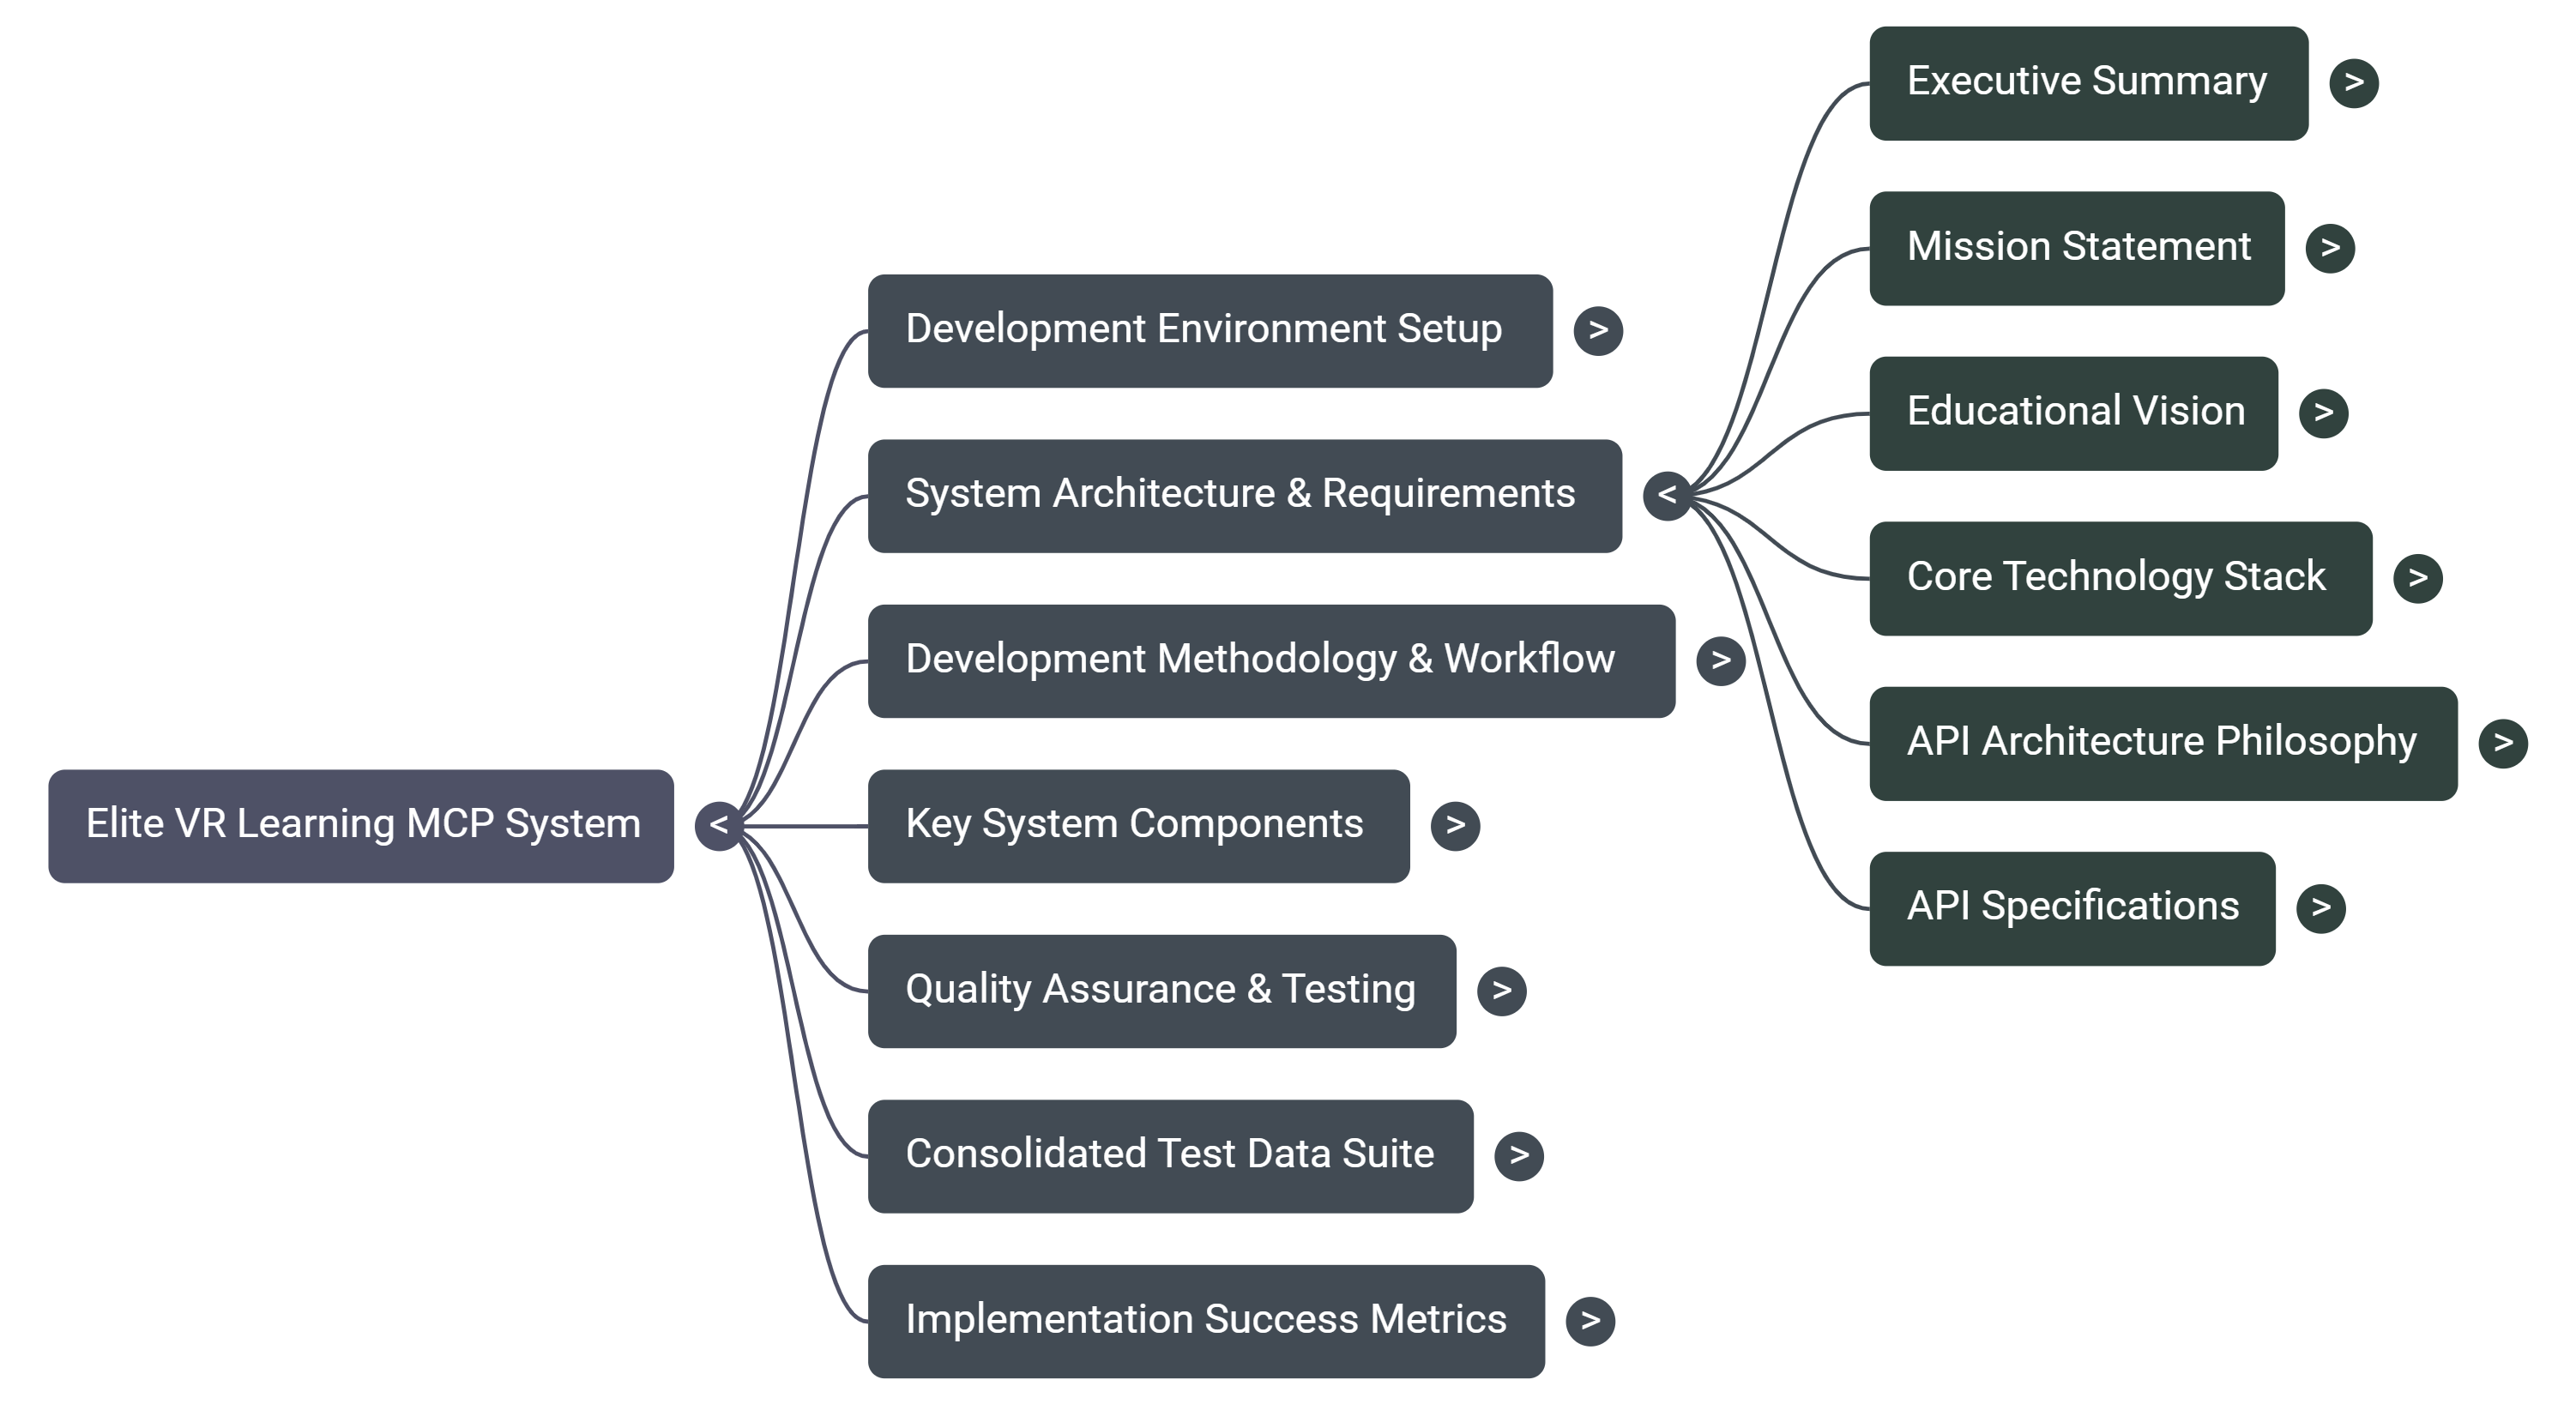 Elite VR Learning MCP System
<
Development Environment Setup
>
System Architecture & Requirements
<
Development Methodology & Workflow
>
Key System Components
>
Quality Assurance & Testing
>
Consolidated Test Data Suite
>
Implementation Success Metrics
>
Executive Summary
>
Mission Statement
>
Educational Vision
>
Core Technology Stack
>
API Architecture Philosophy
>
API Specifications
>